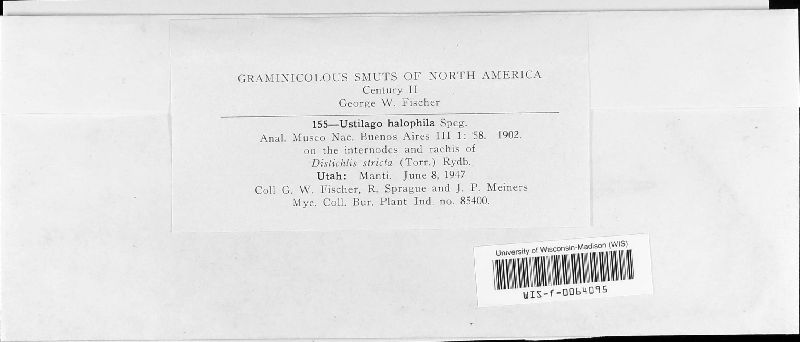 GRAMINICOLOUS SMUTS OF NORTH AMERICA
Century II
George W. Fischer
155—Ustilago halophila Speg.
Anal. Museo Nac. Buenos Aires III 1: 58. 1902.
on the internodes and rachis of
Distichlis stricta (Torr.) Rydb.
Utah: Manti. June 8, 1947
Coll G. W. Fischer, R. Sprague and J. P. Meiners
Myc. Coll. Bur. Plant Ind. no. 85400.
University of Wisconsin-Madison (WIS)
WIS-f-0064095